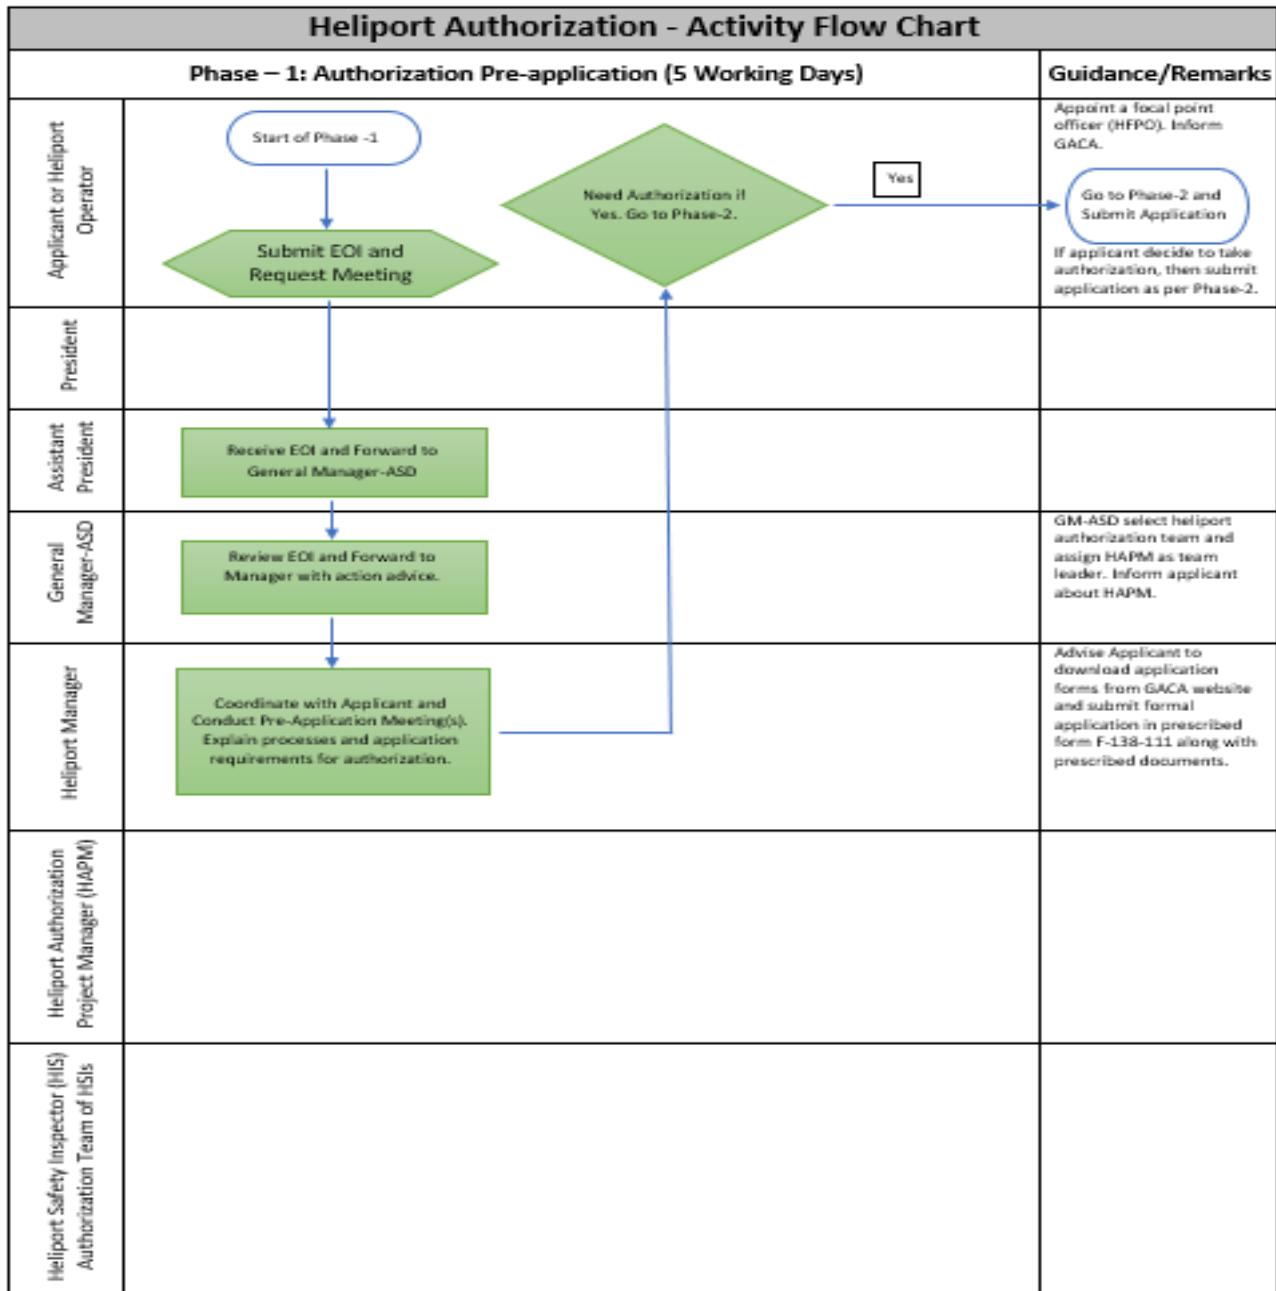 Heliport Authorization - Activity Flow Chart
Phase – 1: Authorization Pre-application (5 Working Days)
Guidance/Remarks
Applicant or Heliport
Operator
Start of Phase -1
Submit EOI and
Request Meeting
Need Authorization if
Yes. Go to Phase-2.
Yes
Appoint a focal point
officer (HFPO). Inform
GACA.
Go to Phase-2 and
Submit Application
If applicant decide to take
authorization, then submit
application as per Phase-2.
President
Assistant
President
Receive EOI and Forward to
General Manager-ASD
General
Manager-ASD
Review EOI and Forward to
Manager with action advice.
GM-ASD select heliport
authorization team and
assign HAPM as team
leader. Inform applicant
about HAPM.
Heliport Manager
Coordinate with Applicant and
Conduct Pre-Application Meeting(s).
Explain processes and application
requirements for authorization.
Advise Applicant to
download application
forms from GACA website
and submit formal
application in prescribed
form F-138-111 along with
prescribed documents.
Heliport Authorization
Project Manager (HAPM)
Heliport Safety Inspector (HIS)
Authorization Team of HSIs